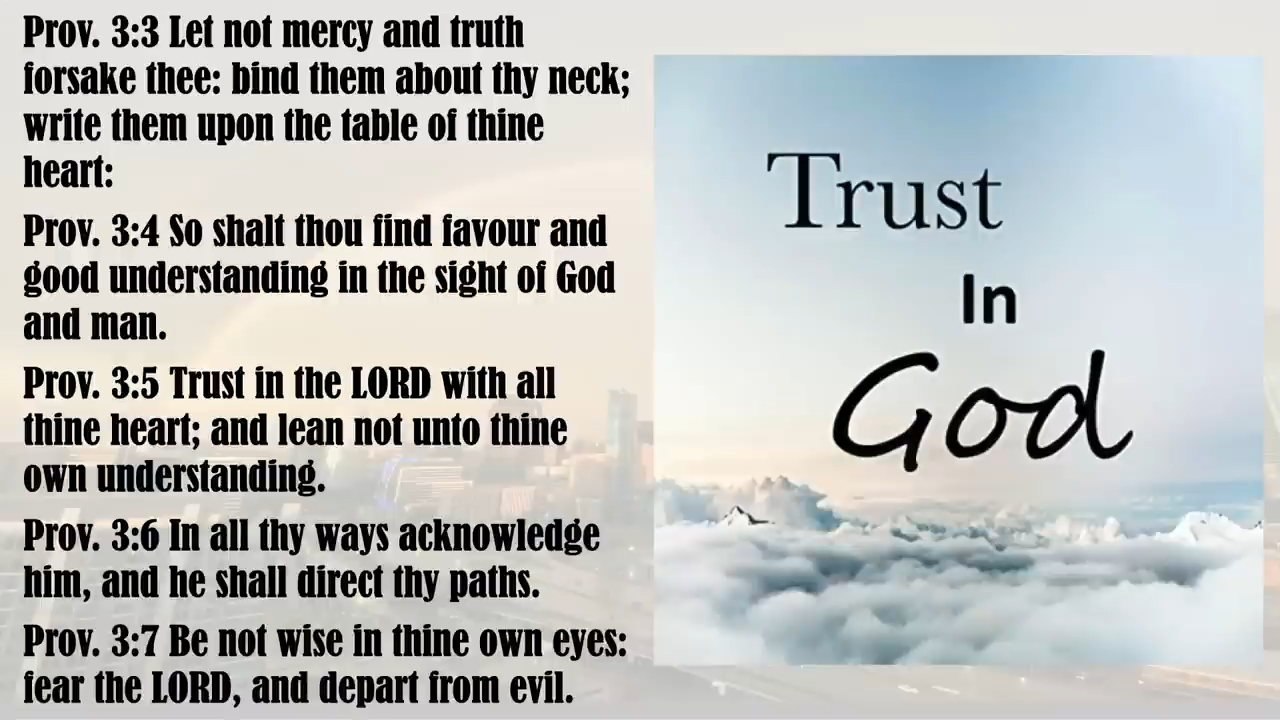 Prov. 3:3 Let not mercy and truth
forsake thee: bind them about thy neck;
write them upon the table of thine
heart:
Prov. 3:4 So shalt thou find favour and
good understanding in the sight of God
and man.
Prov. 3:5 Trust in the LORD with all
thine heart; and lean not unto thine
own understanding.
Prov. 3:6 In all thy ways acknowledge
him, and he shall direct thy paths.
Prov. 3:7 Be not wise in thine own eyes:
fear the LORD, and depart from evil.
Trust
In
God